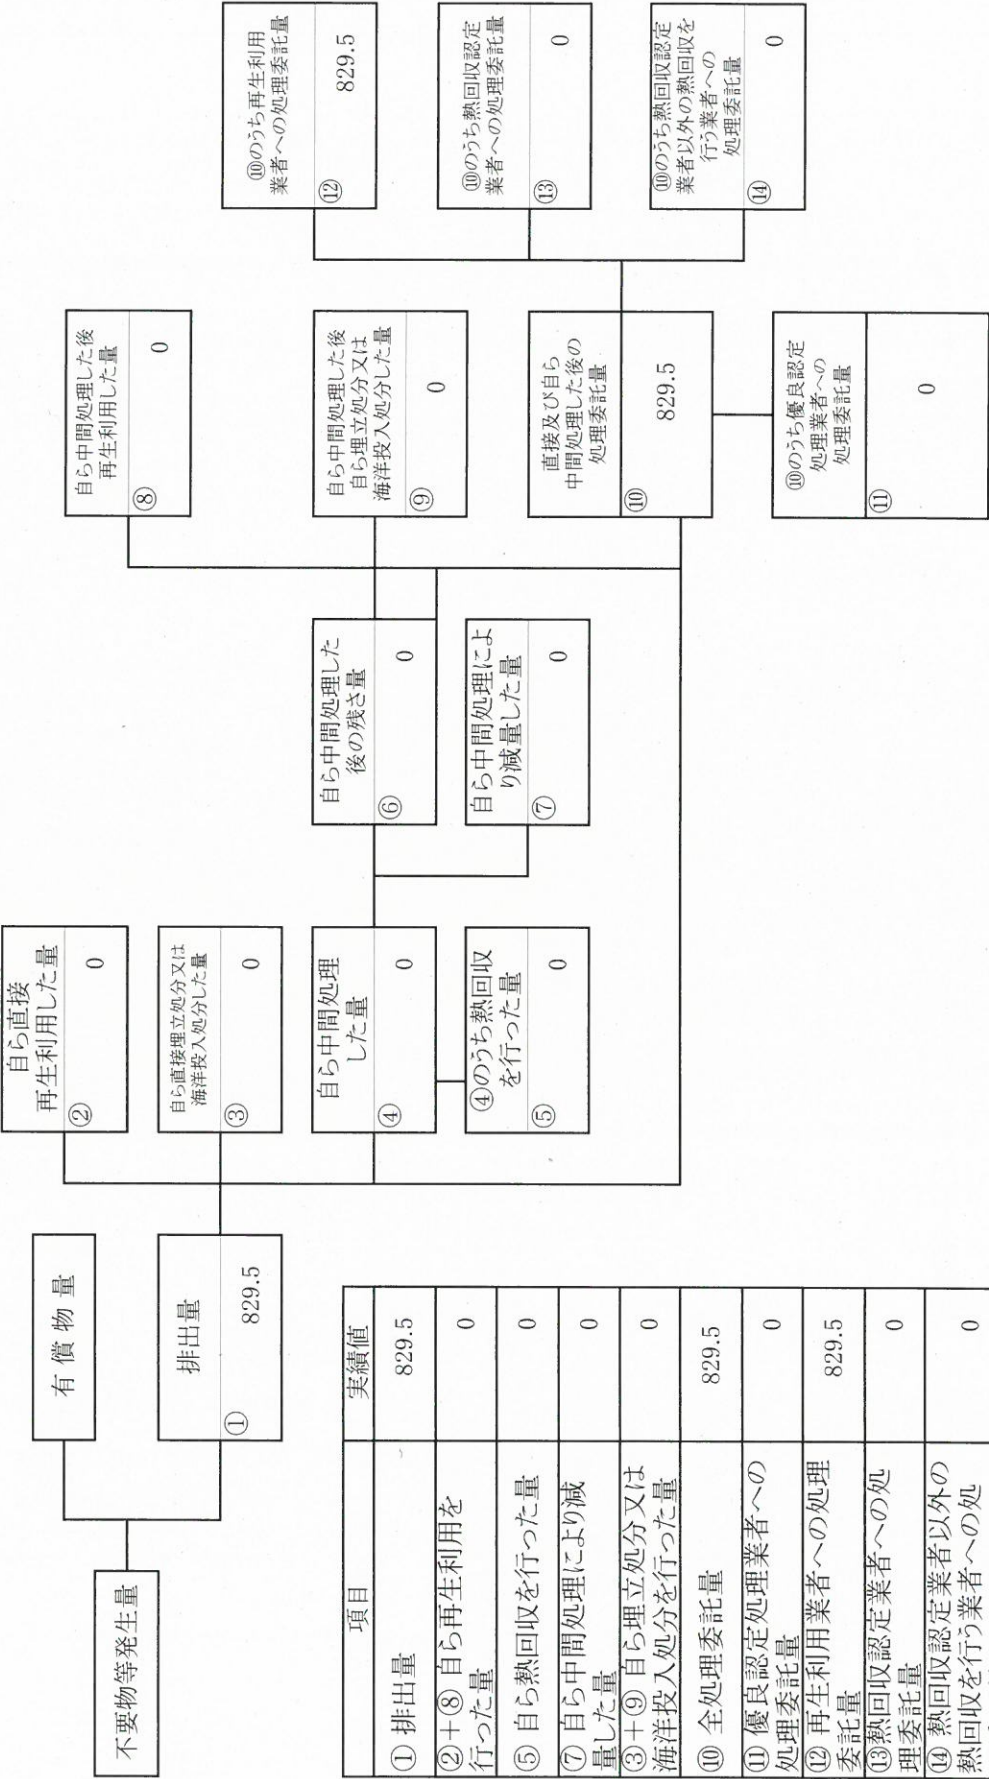 不要物等発生量
有償物量
排出量
① 829.5
自ら直接
再生利用した量
② 0
自ら直接埋立処分又は
海洋投入処分した量
③ 0
自ら中間処理
した量
④ 0
④のうち熱回収
を行った量
⑤ 0
自ら中間処理した
後の残さ量
⑥ 0
自ら中間処理によ
り減量した量
⑦ 0
自ら中間処理した後
再生利用した量
⑧ 0
自ら中間処理した後
自ら埋立処分又は
海洋投入処分した量
⑨ 0
直接及び自ら
中間処理した後の
処理委託量
⑩ 829.5
⑩のうち優良認定
処理業者への
処理委託量
⑪ 0
⑩のうち再生利用
業者への処理委託量
⑫ 829.5
⑩のうち熱回収認定
業者への処理委託量
⑬ 0
⑩のうち熱回収認定
業者以外の熱回収を
行う業者への
処理委託量
⑭ 0
項目 実績値
① 排出量 829.5
②+⑧ 自ら再生利用を
行った量 0
⑤ 自ら熱回収を行った量 0
⑦ 自ら中間処理により減
量した量 0
③+⑨ 自ら埋立処分又は
海洋投入処分を行った量 0
⑩ 全処理委託量 829.5
⑪ 優良認定処理業者への
処理委託量 0
⑫ 再生利用業者への処理
委託量 829.5
⑬熱回収認定業者への処
理委託量 0
⑭ 熱回収認定業者以外の
熱回収を行う業者への処 0